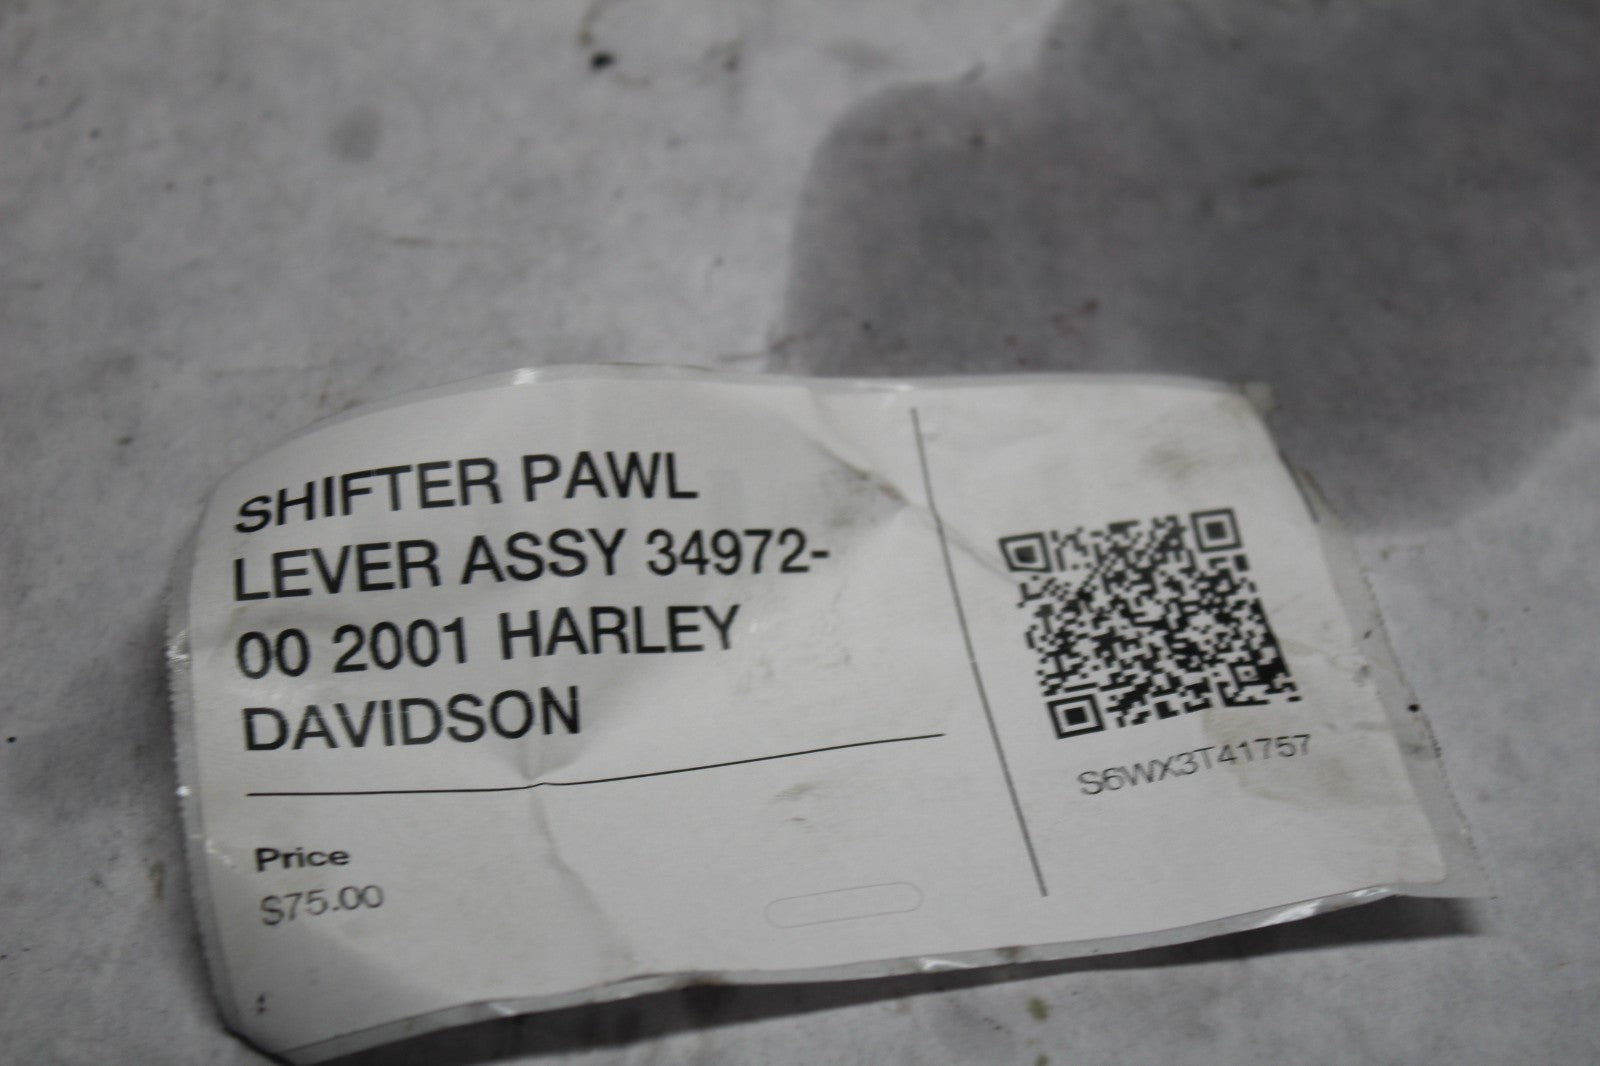 SHIFTER PAWL
LEVER ASSY 34972-
00 2001 HARLEY
DAVIDSON
Price
$75.00
S6WX3T41757